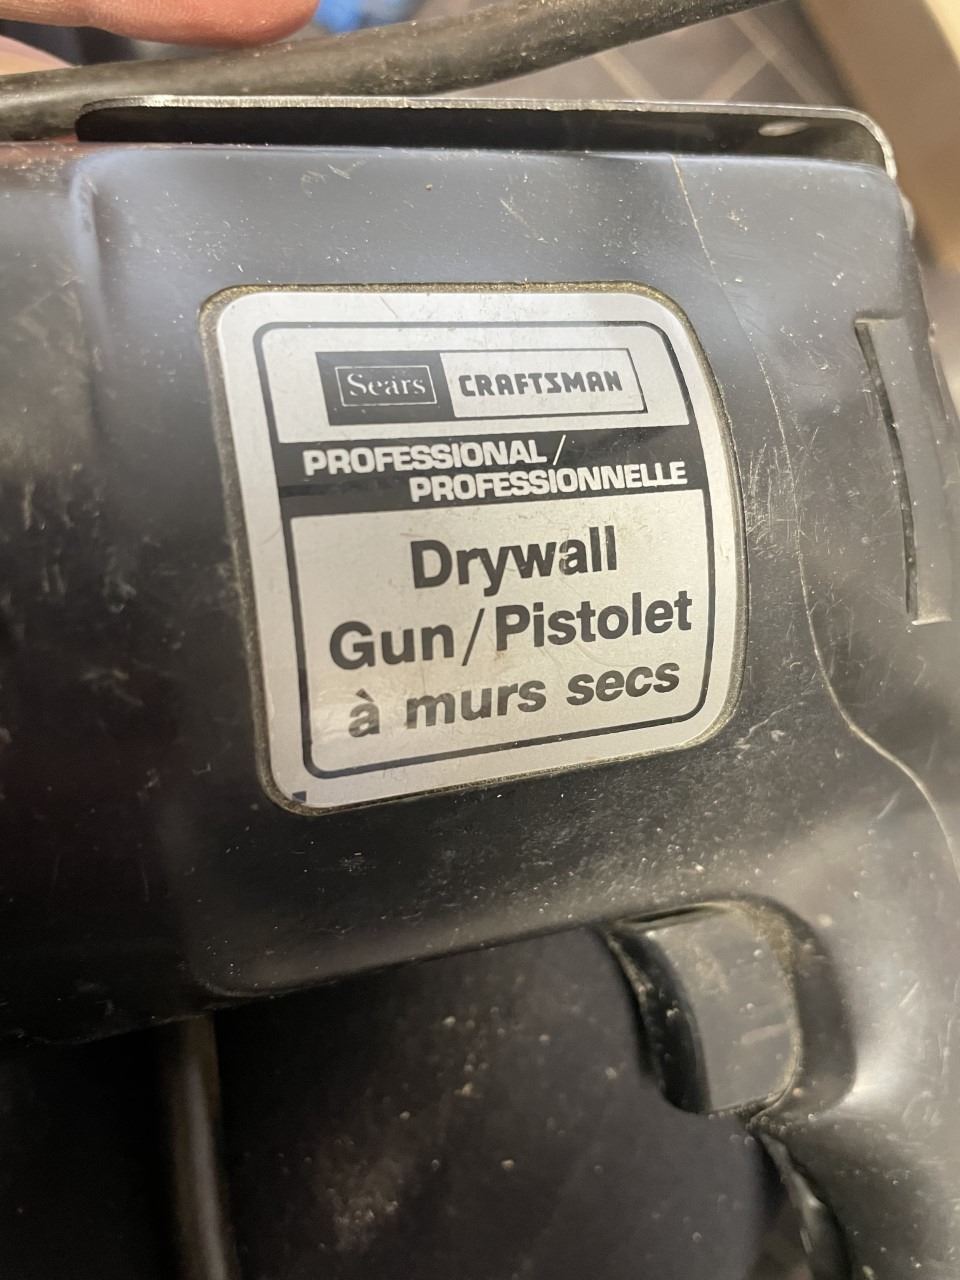 Sears CRAFTSMAN
PROFESSIONAL/
PROFESSIONNELLE
Drywall
Gun/Pistolet
à murs secs